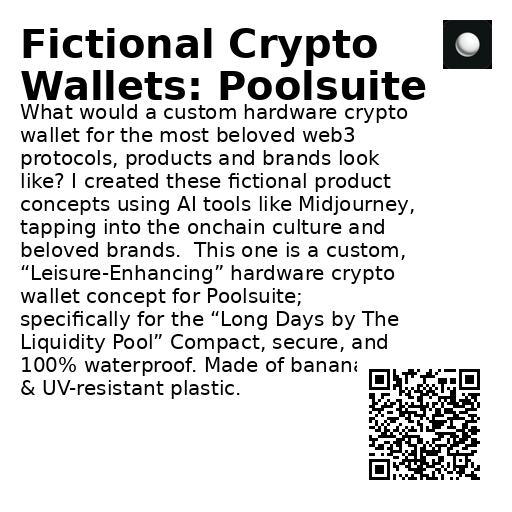 Fictional Crypto
Wallets: Poolsuite
What would a custom hardware crypto
wallet for the most beloved web3
protocols, products and brands look
like? I created these fictional product
concepts using AI tools like Midjourney,
tapping into the onchain culture and
beloved brands.  This one is a custom,
“Leisure-Enhancing” hardware crypto
wallet concept for Poolsuite;
specifically for the “Long Days by The
Liquidity Pool” Compact, secure, and
100% waterproof. Made of banana
& UV-resistant plastic.